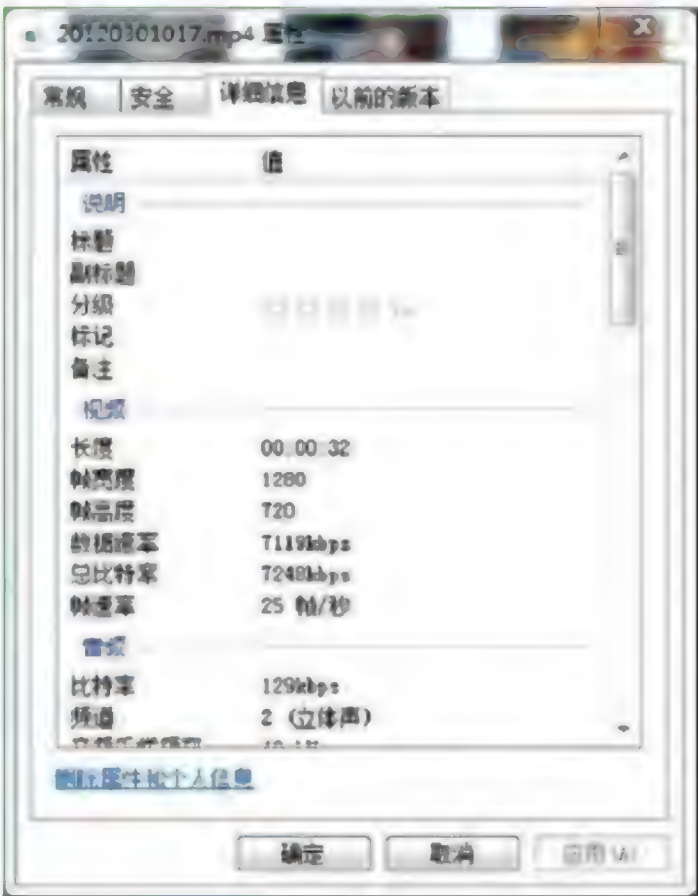 20120301017.mp4 属性
常规 安全 详细信息 以前的版本
属性 值
说明
标题
副标题
分级
标记
备注
视频
长度 00:00:32
帧宽度 1280
帧高度 720
数据速率 7119kbps
总比特率 7248kbps
帧速率 25 帧/秒
音频
比特率 129kbps
频道 2 (立体声)
删除属性和个人信息
确定 取消 应用(A)